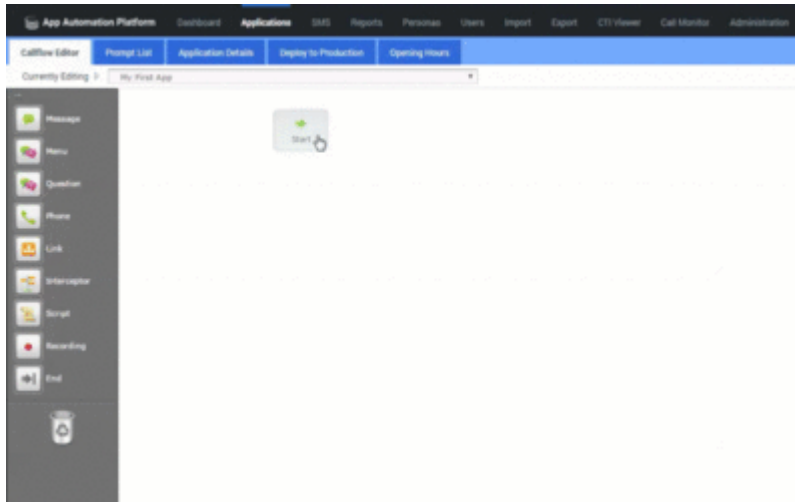 App Automation Platform Dashboard Applications SMS Reports Personas Users Import Export CTI Viewer Call Monitor Administration
Callflow Editor Prompt List Application Details Deploy to Production Opening Hours
Currently Editing My First App
Start
Message
Menu
Question
Phone
Link
Interceptor
Script
Recording
End